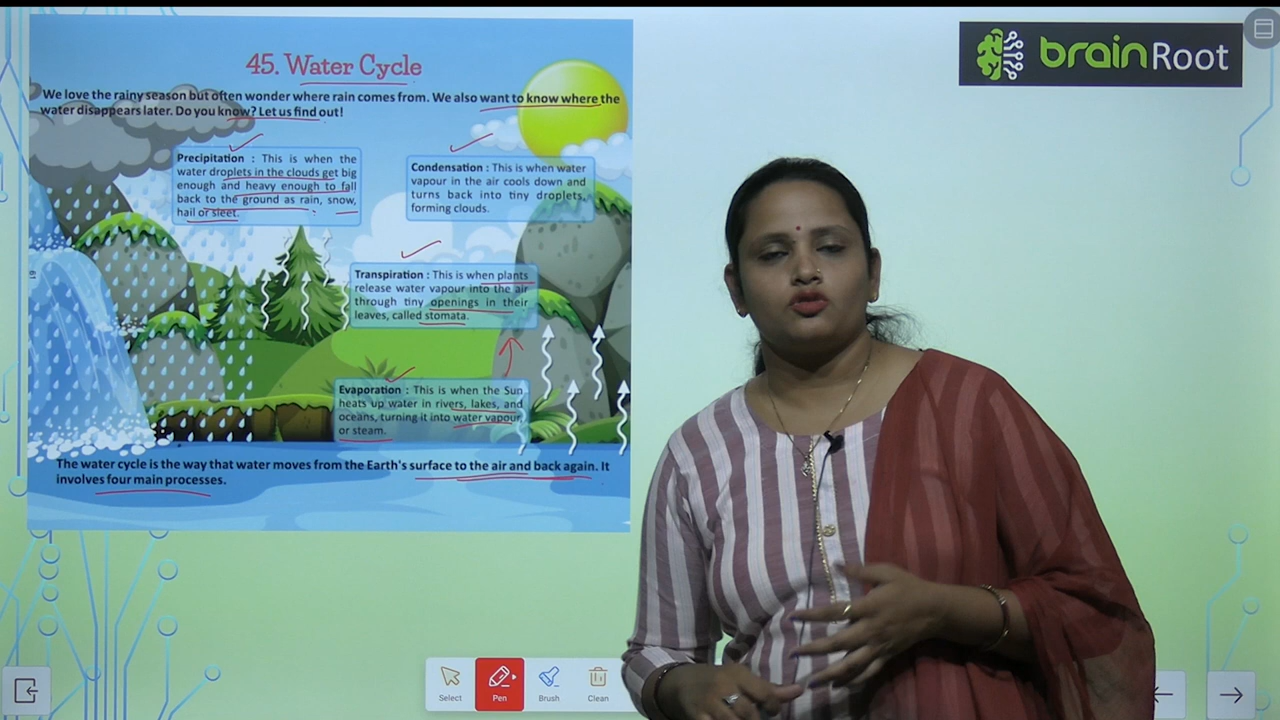 brainRoot
45. Water Cycle
We love the rainy season but often wonder where rain comes from. We also want to know where the
water disappears later. Do you know? Let us find out!
Precipitation : This is when the
water droplets in the clouds get big
enough and heavy enough to fall
back to the ground as rain, snow,
hail or sleet.
Condensation : This is when water
vapour in the air cools down and
turns back into tiny droplets,
forming clouds.
Transpiration : This is when plants
release water vapour into the air
through tiny openings in their
leaves, called stomata.
Evaporation : This is when the Sun
heats up water in rivers, lakes, and
oceans, turning it into water vapour
or steam.
The water cycle is the way that water moves from the Earth's surface to the air and back again. It
involves four main processes.
Select Pen Brush Clean